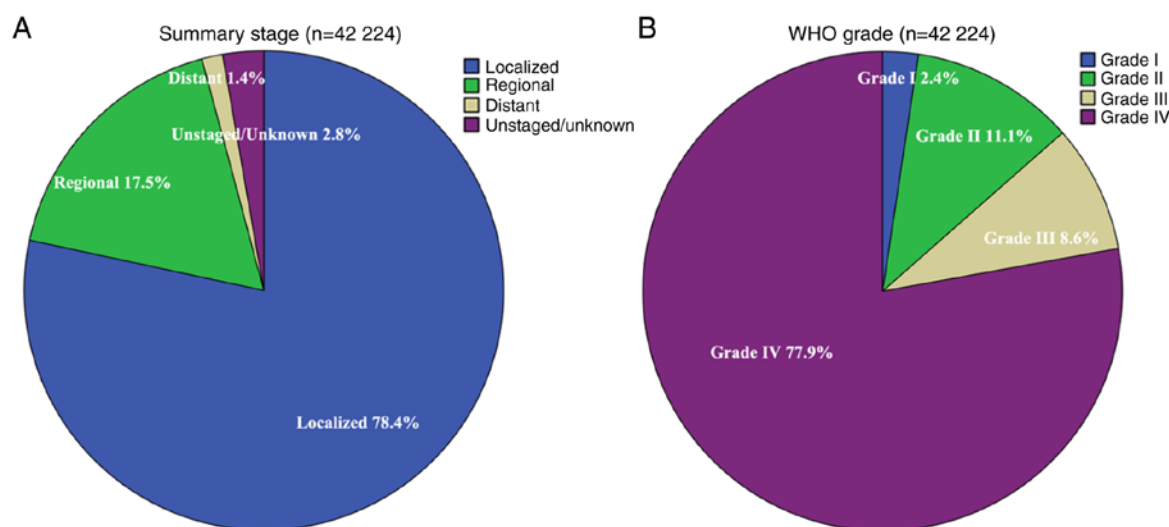 A
Summary stage (n=42 224)
Distant 1.4%
Unstaged/Unknown 2.8%
Regional 17.5%
Localized 78.4%
Localized
Regional
Distant
Unstaged/unknown
B
WHO grade (n=42 224)
Grade I 2.4%
Grade II 11.1%
Grade III 8.6%
Grade IV 77.9%
Grade I
Grade II
Grade III
Grade IV